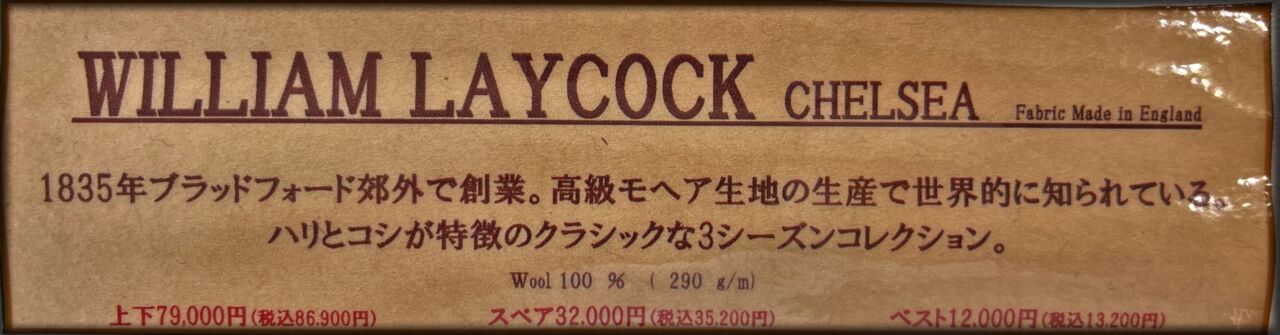 WILLIAM LAYCOCK CHELSEA Fabric Made in England
1835年ブラッドフォード郊外で創業。高級モヘア生地の生産で世界的に知られている。
ハリとコシが特徴のクラシックな3シーズンコレクション。
Wool 100 % ( 290 g/m)
上下79,000円(税込86.900円) スペア32.000円(税込35.200円) ベスト12,000円(税込13,200円)